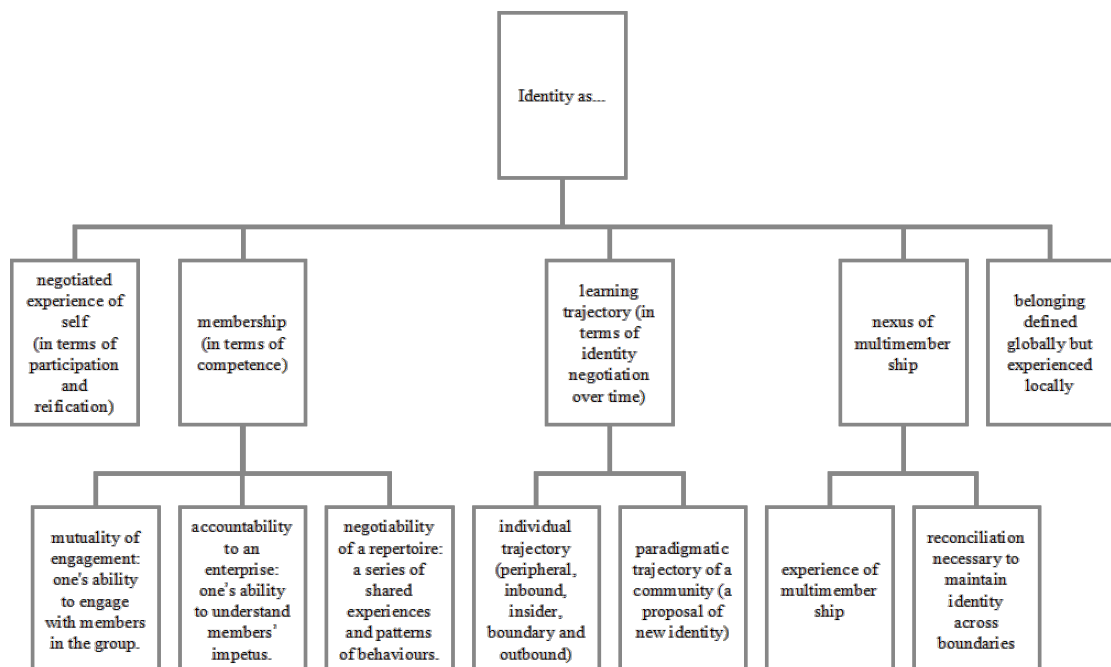 Identity as...
negotiated
experience of
self
(in terms of
participation
and
reification)
membership
(in terms of
competence)
learning
trajectory (in
terms of
identity
negotiation
over time)
nexus of
multimember
ship
belonging
defined
globally but
experienced
locally
mutuality of
engagement:
one's ability
to engage
with members
in the group.
accountability
to an
enterprise:
one's ability
to understand
members'
impetus.
negotiability
of a repertoire:
a series of
shared
experiences
and patterns
of behaviours.
individual
trajectory
(peripheral,
inbound,
insider,
boundary and
outbound)
paradigmatic
trajectory of a
community (a
proposal of
new identity)
experience of
multimember
ship
reconciliation
necessary to
maintain
identity
across
boundaries